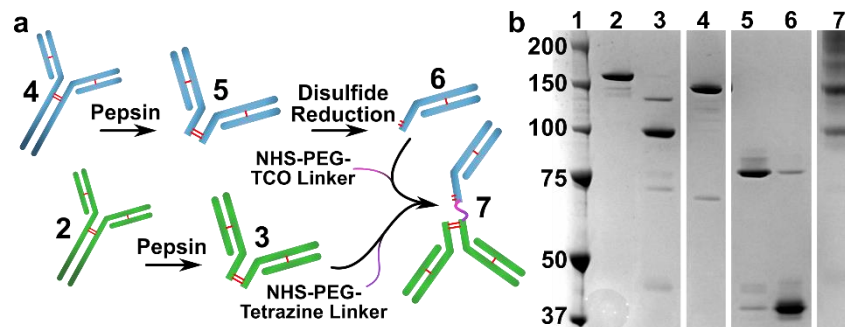 a
4
Pepsin
5
Disulfide
Reduction
6
NHS-PEG-
TCO Linker
2
Pepsin
3
NHS-PEG-
Tetrazine Linker
7
b
1 2 3 4 5 6 7
200
150
100
75
50
37